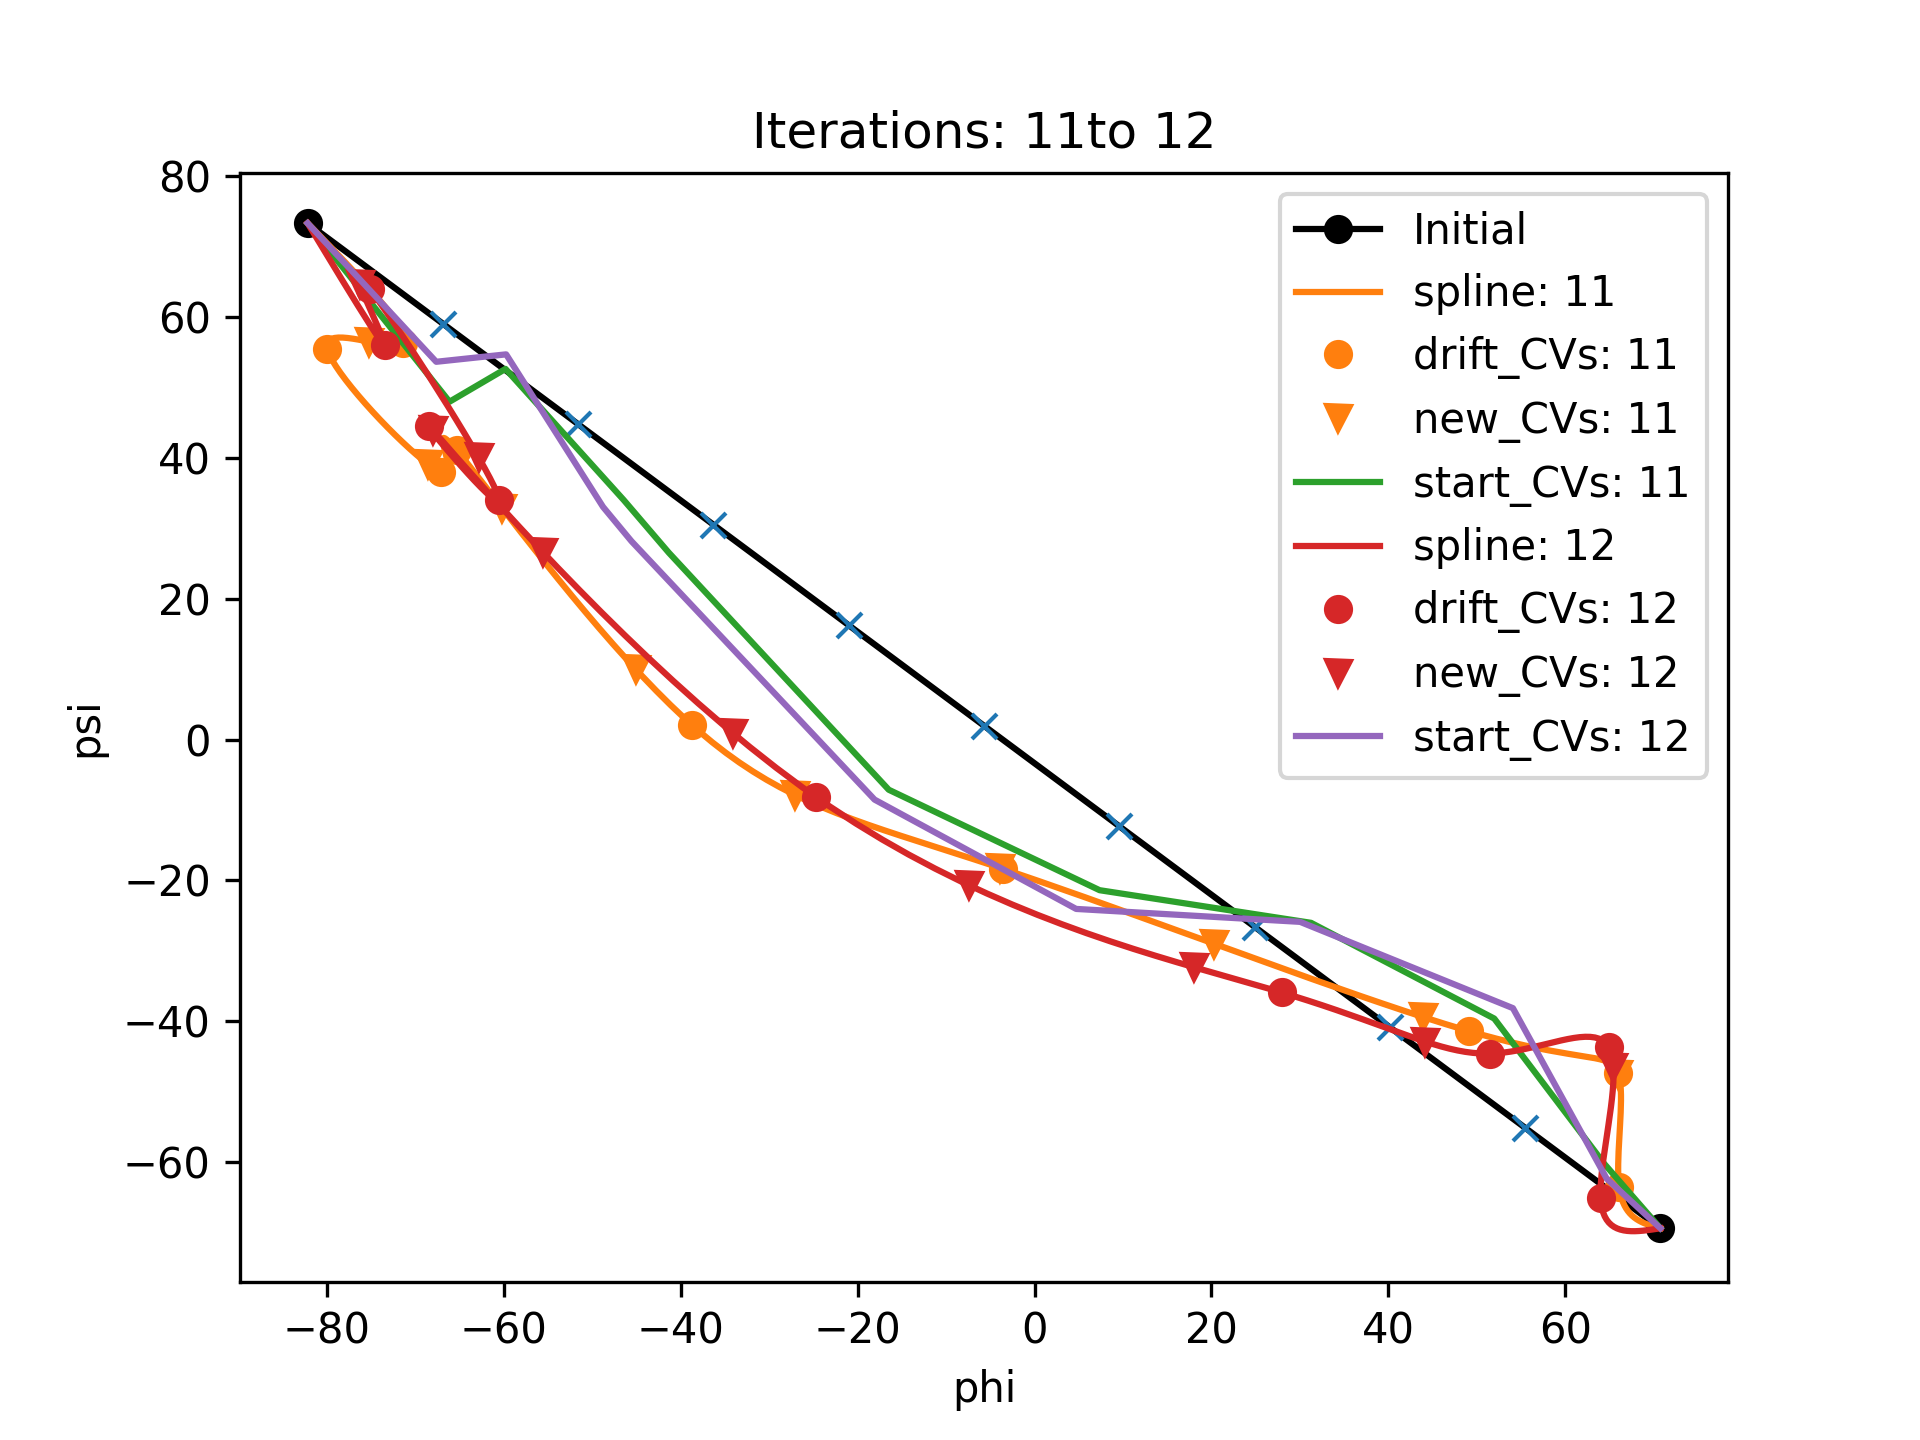 Iterations: 11to 12
80
60
40
20
0
−20
−40
−60
psi
−80
−60
−40
−20
0
20
40
60
phi
Initial
spline: 11
drift_CVs: 11
new_CVs: 11
start_CVs: 11
spline: 12
drift_CVs: 12
new_CVs: 12
start_CVs: 12